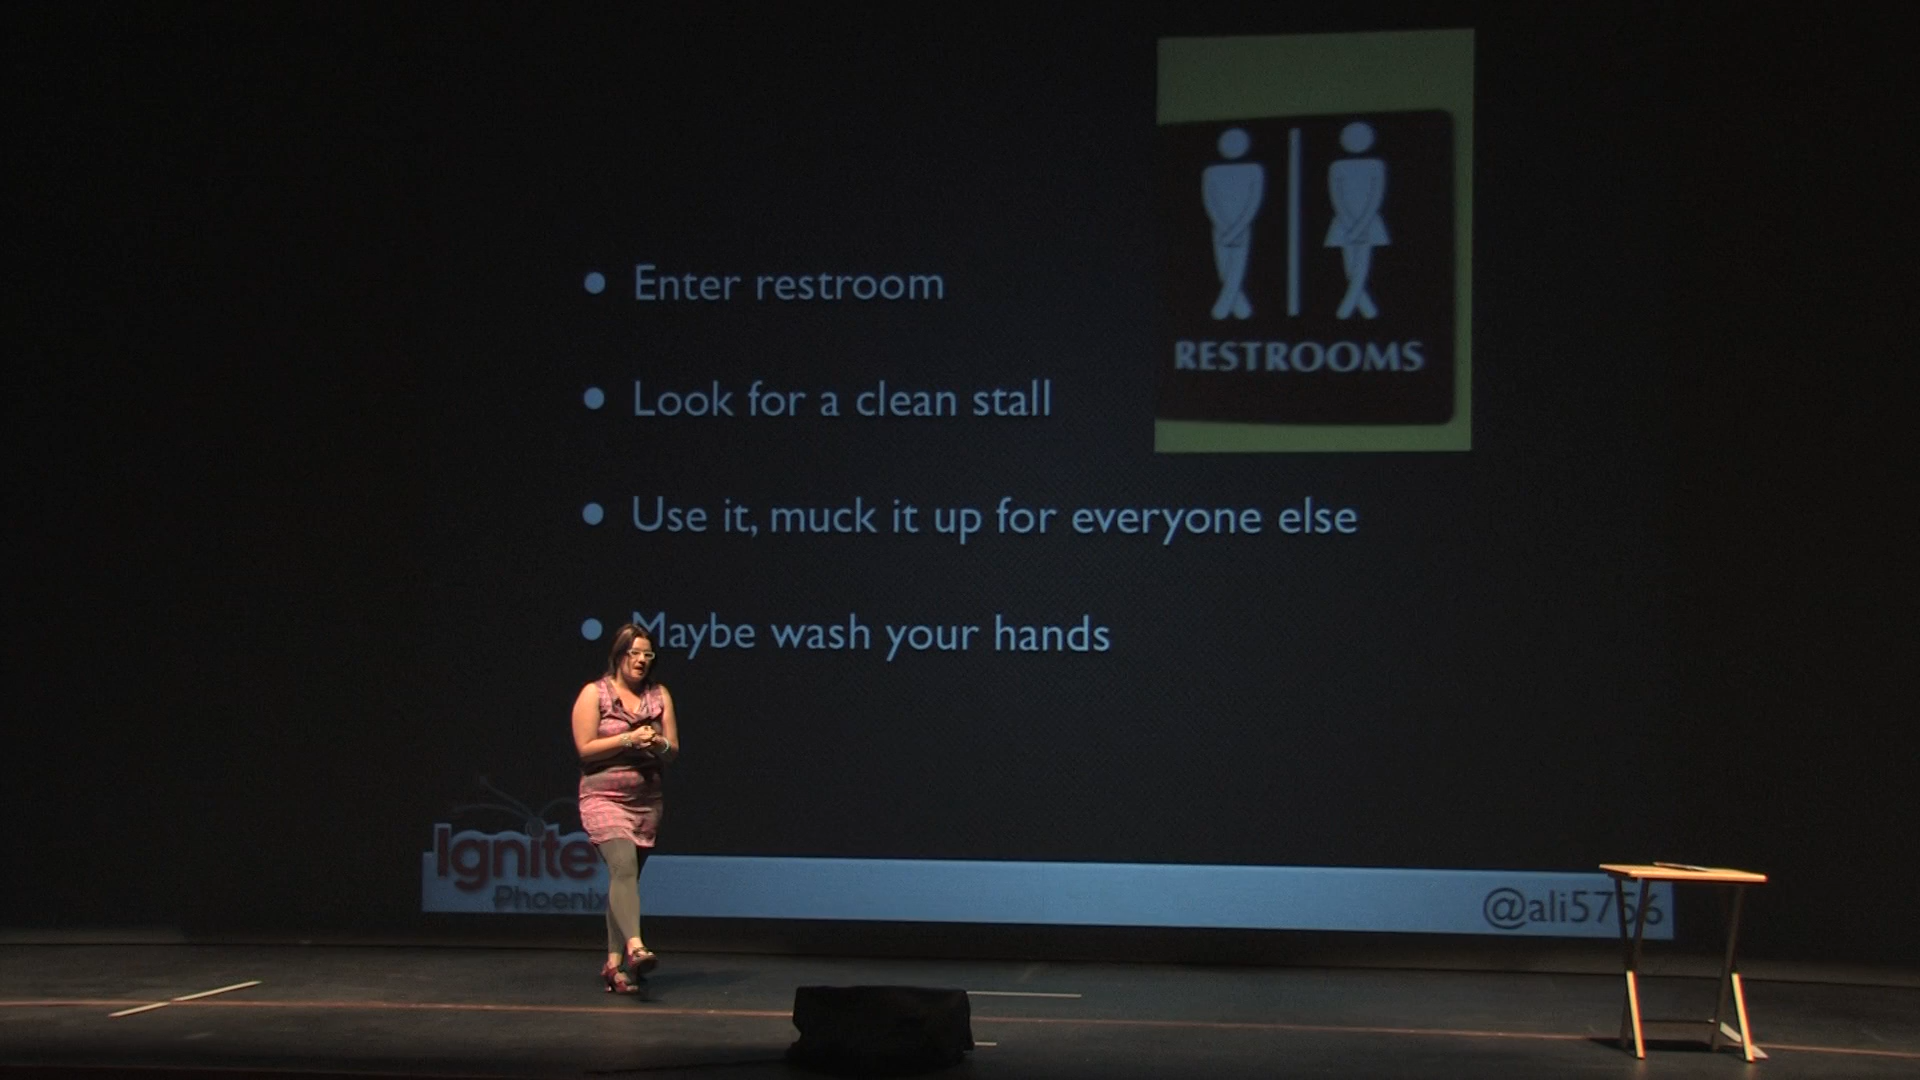 RESTROOMS
Enter restroom
Look for a clean stall
Use it, muck it up for everyone else
Maybe wash your hands
Ignite
Phoenix
@ali5756